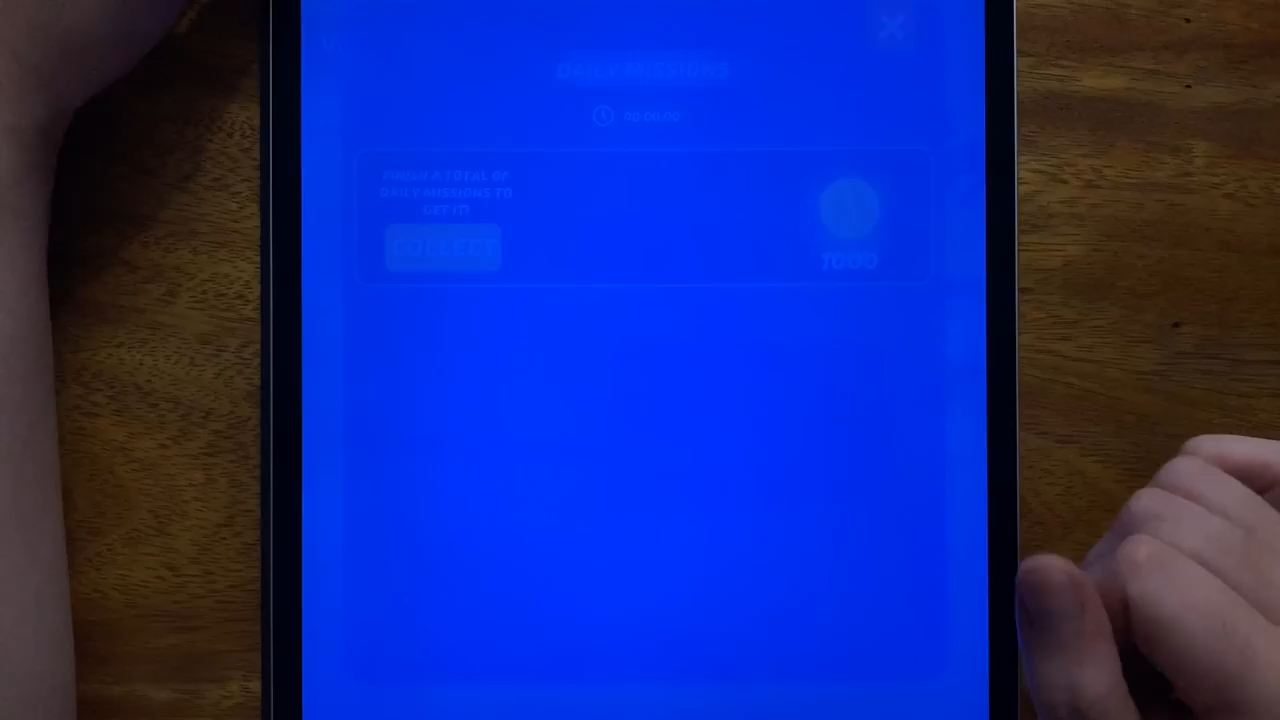 DAILY MISSIONS
00:00:00
FINISH A TOTAL OF
DAILY MISSIONS TO
GET IT!
COLLECT
1000